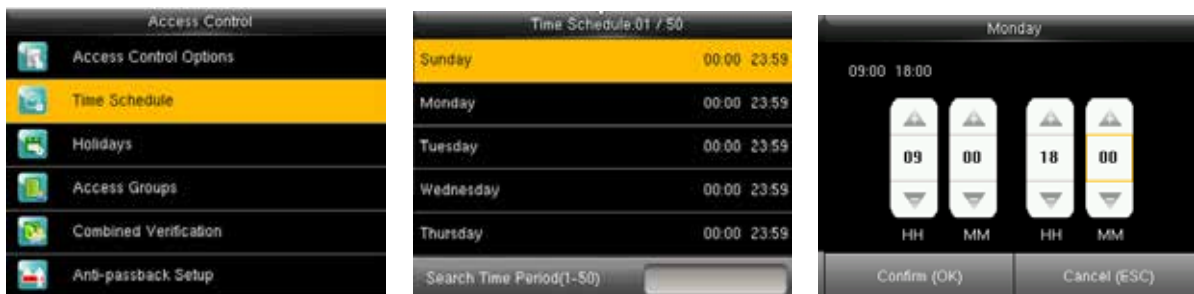 Access Control
Access Control Options
Time Schedule
Holidays
Access Groups
Combined Verification
Anti-passback Setup
Time Schedule.01 / 50
Sunday 00:00 23:59
Monday 00:00 23:59
Tuesday 00:00 23:59
Wednesday 00:00 23:59
Thursday 00:00 23:59
Search Time Period(1-50)
Monday
09:00 18:00
09 00 18 00
HH MM HH MM
Confirm (OK) Cancel (ESC)